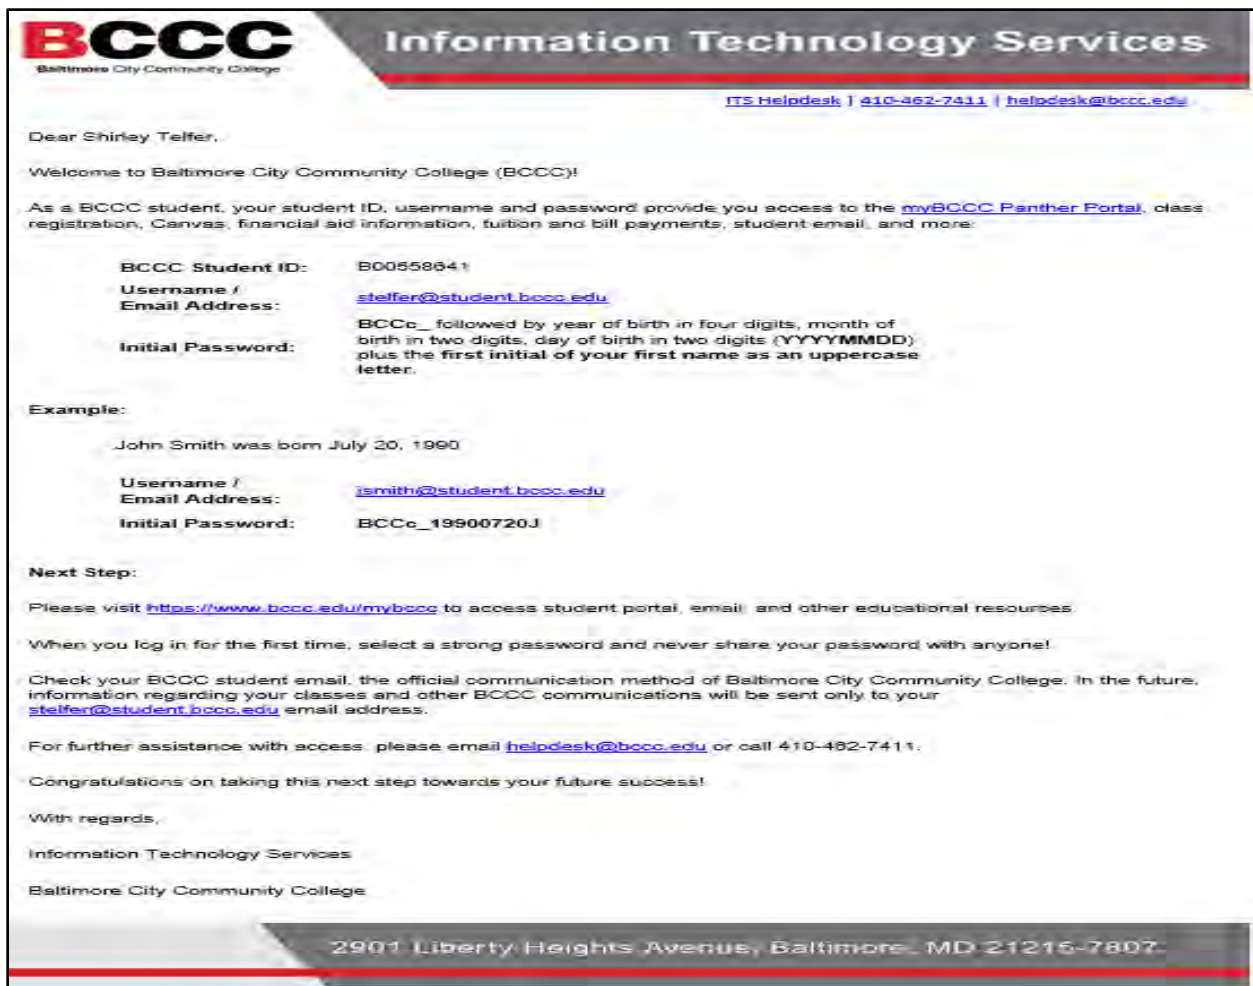 BCCC
Baltimore City Community College
Information Technology Services
ITS Helpdesk | 410-462-7411 | helpdesk@bccc.edu
Dear Shirley Telfer,
Welcome to Baltimore City Community College (BCCC)!
As a BCCC student, your student ID, username and password provide you access to the myBCCC Panther Portal, class
registration, Canvas, financial aid information, tuition and bill payments, student email, and more.
BCCC Student ID: B00558641
Username /
Email Address: stelfer@student.bccc.edu
Initial Password: BCCc_ followed by year of birth in four digits, month of
birth in two digits, day of birth in two digits (YYYYMMDD)
plus the first initial of your first name as an uppercase
letter.
Example:
John Smith was born July 20, 1990
Username /
Email Address: jsmith@student.bccc.edu
Initial Password: BCCc_19900720J
Next Step:
Please visit https://www.bccc.edu/mybccc to access student portal, email, and other educational resources.
When you log in for the first time, select a strong password and never share your password with anyone!
Check your BCCC student email, the official communication method of Baltimore City Community College. In the future,
information regarding your classes and other BCCC communications will be sent only to your
stelfer@student.bccc.edu email address.
For further assistance with access, please email helpdesk@bccc.edu or call 410-462-7411.
Congratulations on taking this next step towards your future success!
With regards,
Information Technology Services
Baltimore City Community College
2901 Liberty Heights Avenue, Baltimore, MD 21215-7807